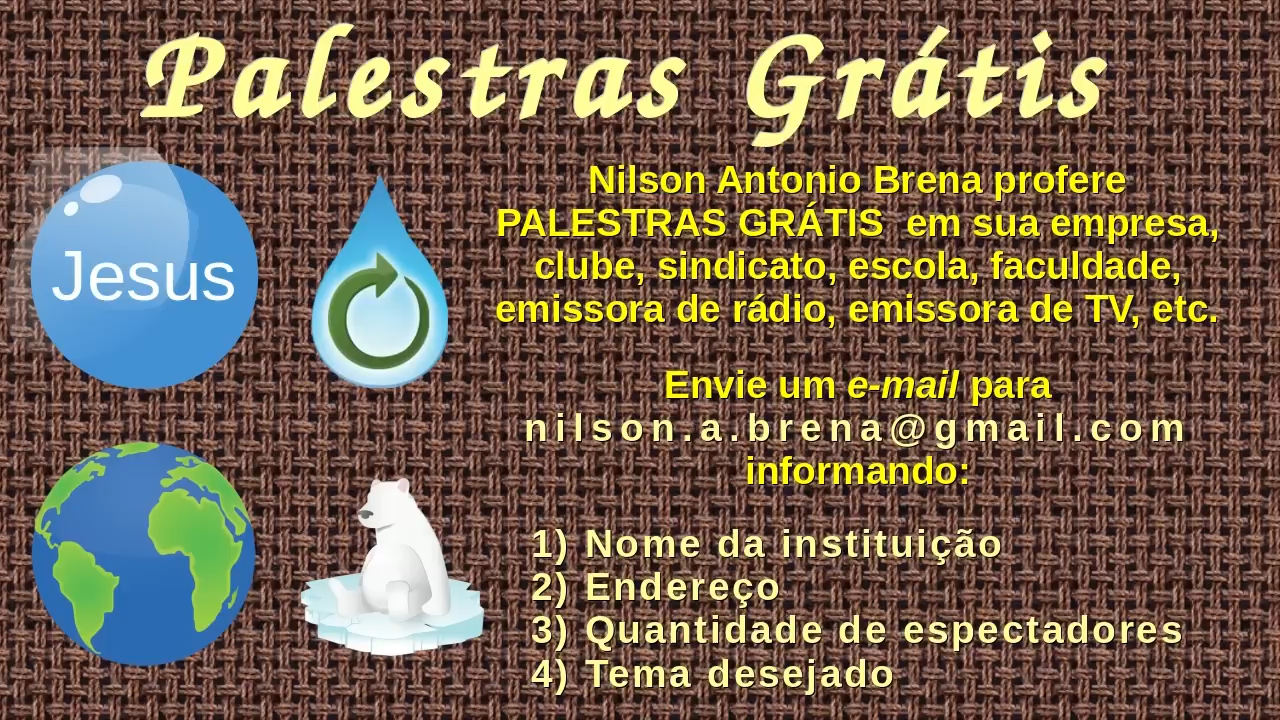 Palestras Grátis
Jesus
Nilson Antonio Brena profere
PALESTRAS GRÁTIS em sua empresa,
clube, sindicato, escola, faculdade,
emissora de rádio, emissora de TV, etc.
Envie um e-mail para
nilson.a.brena@gmail.com
informando:
1) Nome da instituição
2) Endereço
3) Quantidade de espectadores
4) Tema desejado